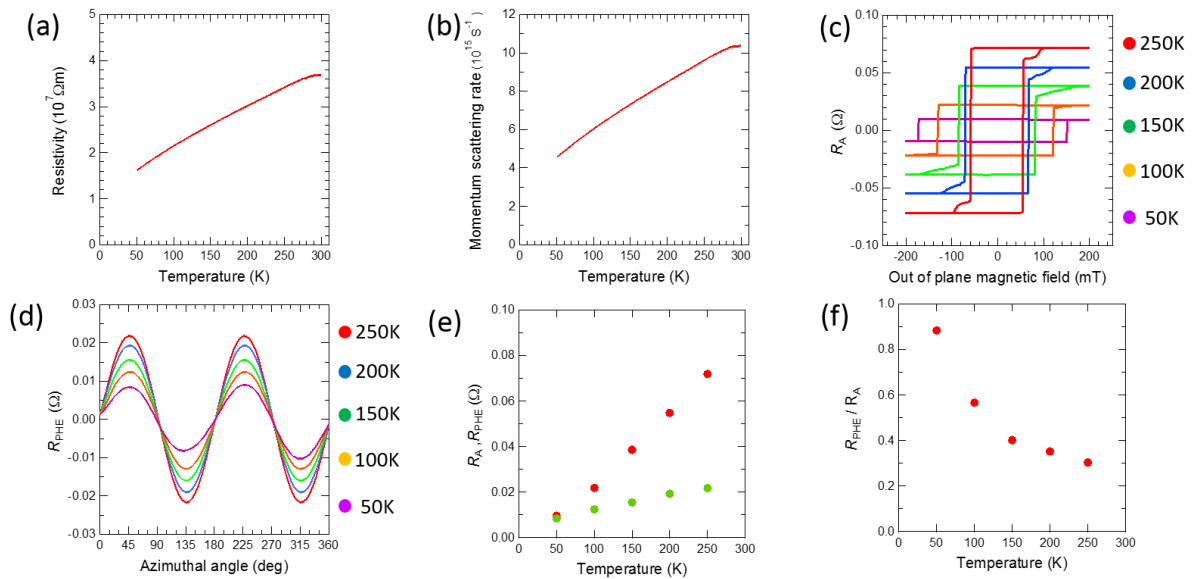 (a)
Resistivity (10⁷ Ωm)
5
4
3
2
1
0
0 50 100 150 200 250 300
Temperature (K)
(b)
Momentum scattering rate (10¹⁵ S⁻¹)
12
10
8
6
4
2
0
0 50 100 150 200 250 300
Temperature (K)
(c)
R_A (Ω)
0.10
0.05
0.00
-0.05
-0.10
-200 -100 0 100 200
Out of plane magnetic field (mT)
250K
200K
150K
100K
50K
(d)
R_PHE (Ω)
0.03
0.02
0.01
0.00
-0.01
-0.02
-0.03
0 45 90 135 180 225 270 315 360
Azimuthal angle (deg)
250K
200K
150K
100K
50K
(e)
R_A ,R_PHE (Ω)
0.10
0.08
0.06
0.04
0.02
0.00
0 50 100 150 200 250 300
Temperature (K)
(f)
R_PHE / R_A
1.0
0.8
0.6
0.4
0.2
0.0
0 50 100 150 200 250 300
Temperature (K)